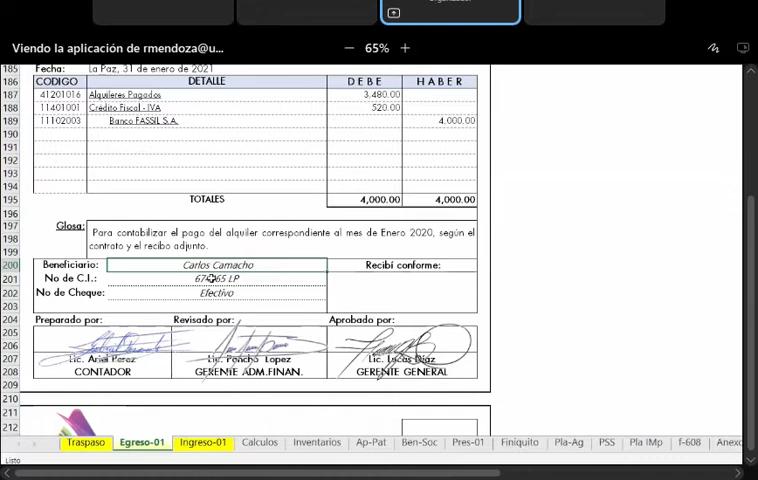 Viendo la aplicación de rmendoza@u...
65%
185 Fecha: La Paz, 31 de enero de 2021
186 CODIGO DETALLE D E B E H A B E R
187 41201016 Alquileres Pagados 3,480.00
188 11401001 Crédito Fiscal - IVA 520.00
189 11102003 Banco FASSIL S.A. 4,000.00
190
191
192
193
194
195 TOTALES 4,000.00 4,000.00
196
197 Glosa: Para contabilizar el pago del alquiler correspondiente al mes de Enero 2020, según el
198 contrato y el recibo adjunto.
199
200 Beneficiario: Carlos Camacho Recibí conforme:
201 No de C.I.: LP
202 No de Cheque: Efectivo
203
204 Preparado por: Revisado por: Aprobado por:
205
206
207 Lic. Ariel Perez Lic. Poncho Lopez Lic. Lucas Díaz
208 CONTADOR GERENTE ADM.FINAN. GERENTE GENERAL
209
211
212
Traspaso Egreso-01 Ingreso-01 Calculos Inventarios Ap-Pat Ben-Soc Pres-01 Finiquito Pla-Ag PSS Pla IMp f-608 Anexo
Listo